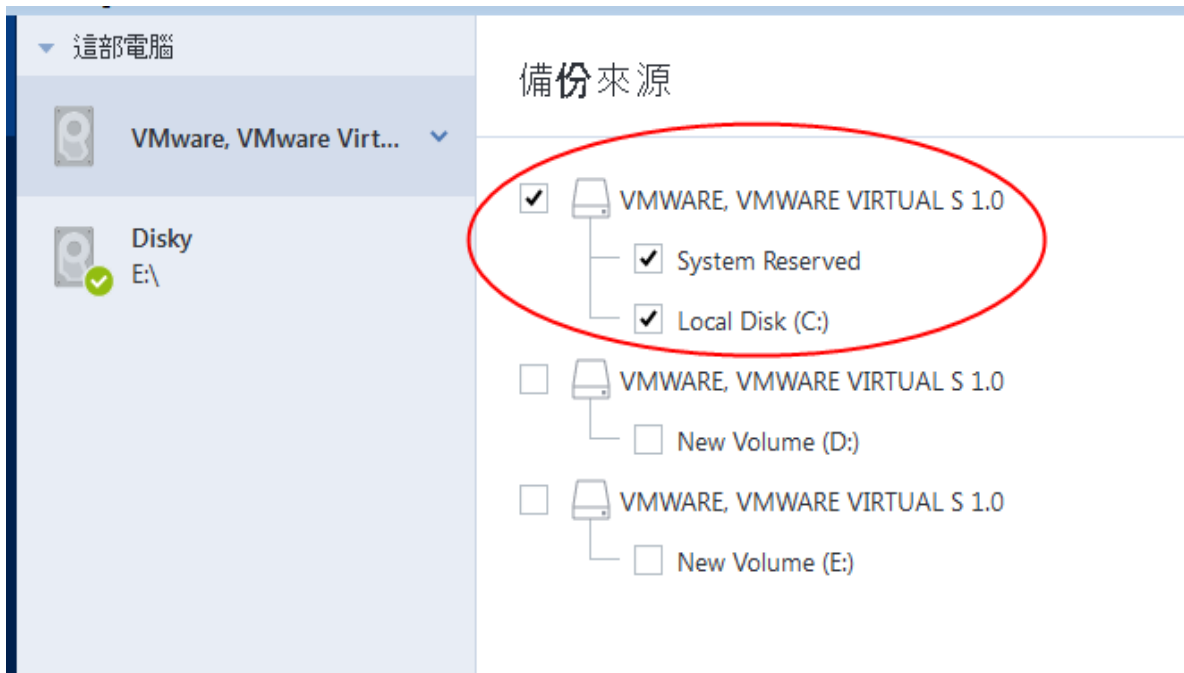 這部電腦
VMware, VMware Virt...
Disky
E:\
備份來源
VMWARE, VMWARE VIRTUAL S 1.0
System Reserved
Local Disk (C:)
VMWARE, VMWARE VIRTUAL S 1.0
New Volume (D:)
VMWARE, VMWARE VIRTUAL S 1.0
New Volume (E:)